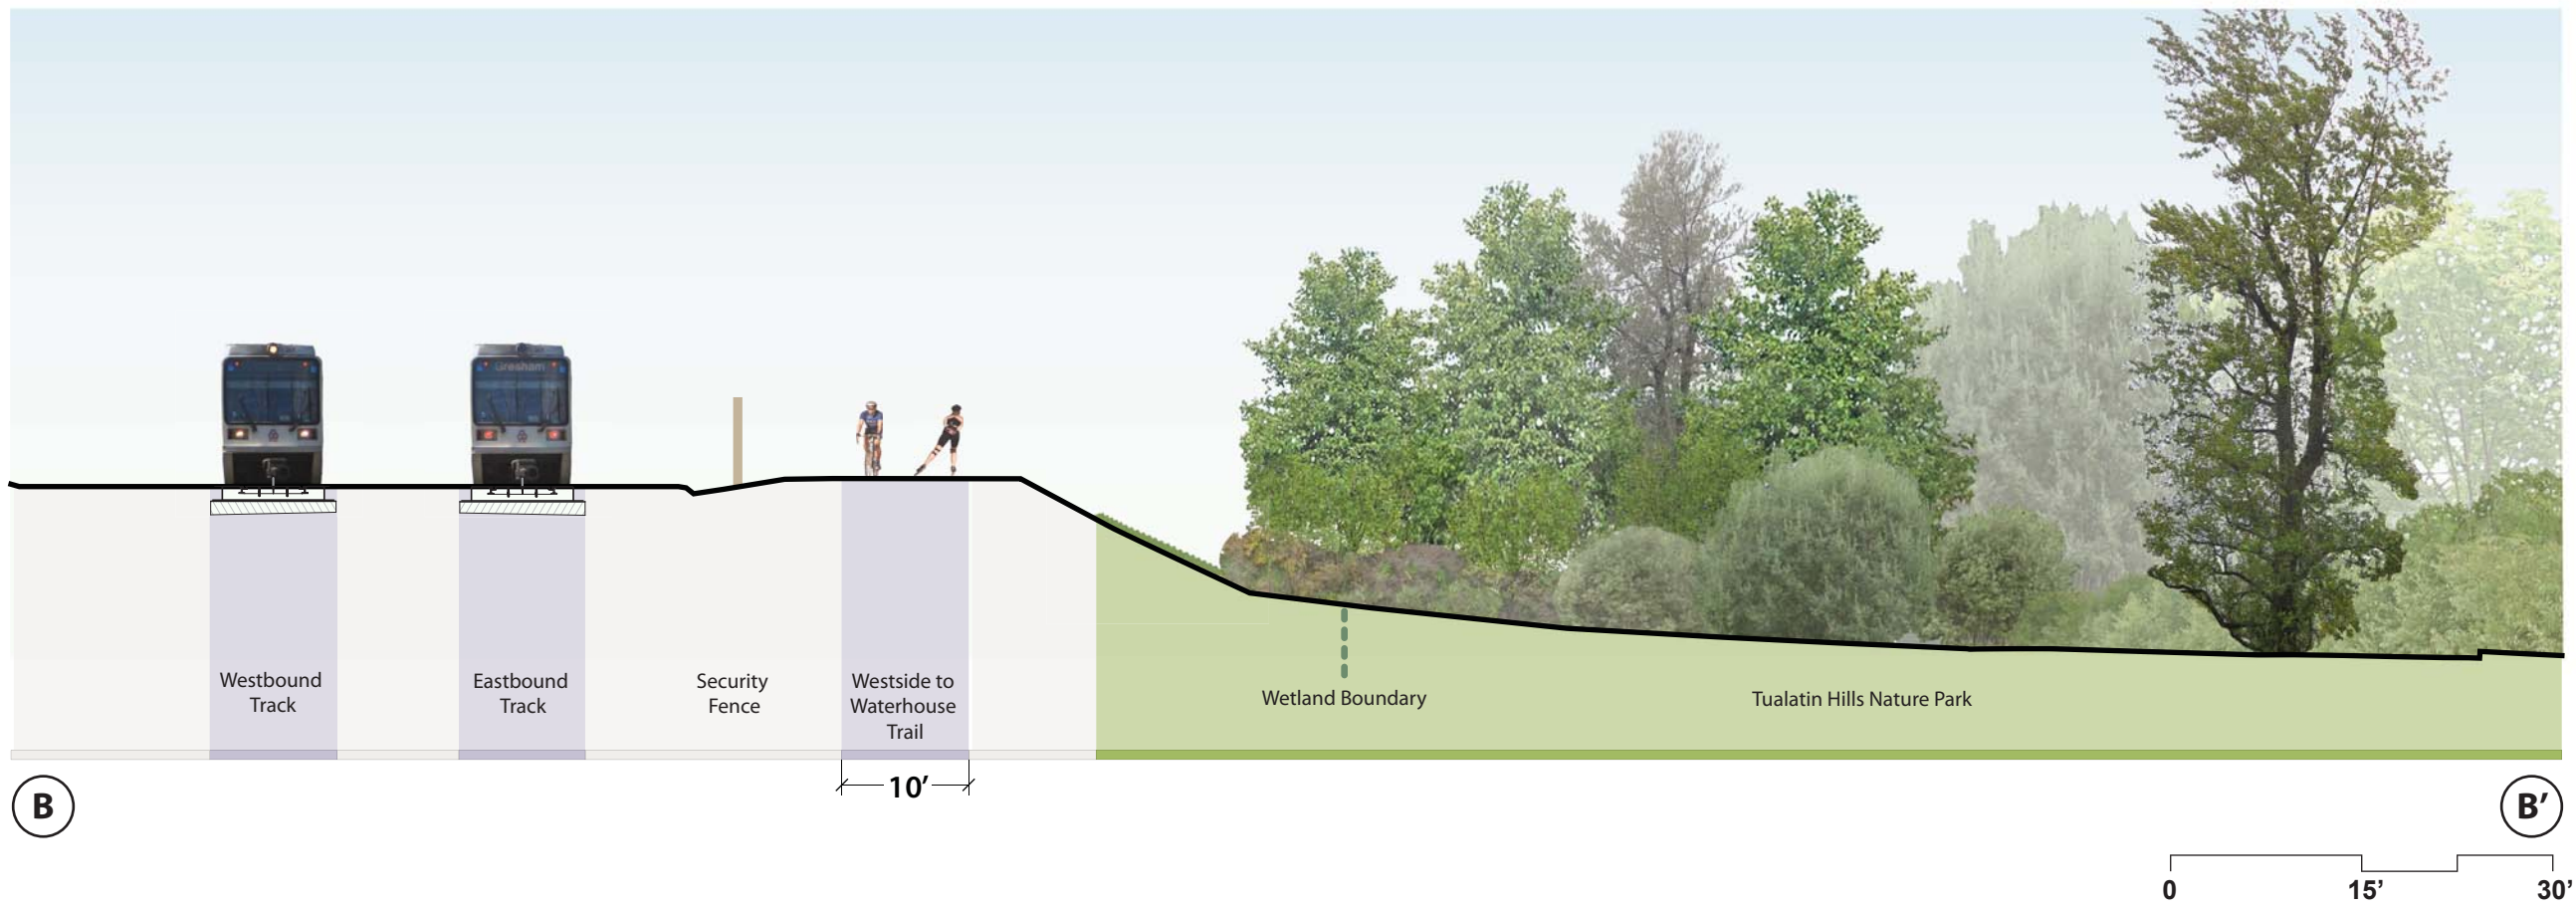 Gresham
Westbound
Track
Eastbound
Track
Security
Fence
Westside to
Waterhouse
Trail
Wetland Boundary
Tualatin Hills Nature Park
10’
B
B’
0
15’
30’